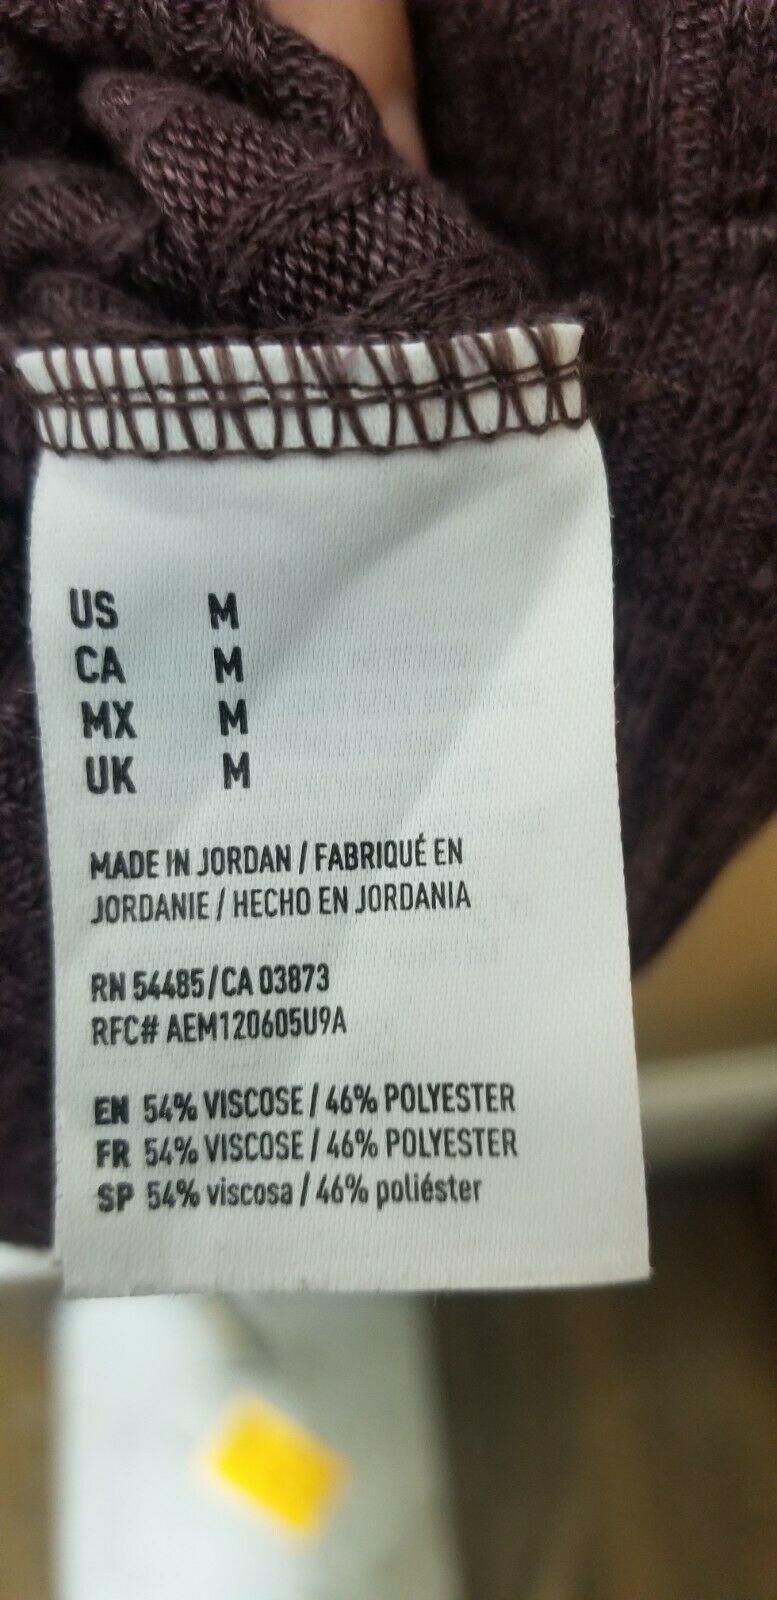 US M
CA M
MX M
UK M
MADE IN JORDAN / FABRIQUÉ EN
JORDANIE / HECHO EN JORDANIA
RN 54485/CA 03873
RFC# AEM120605U9A
EN 54% VISCOSE / 46% POLYESTER
FR 54% VISCOSE / 46% POLYESTER
SP 54% viscosa / 46% poliéster